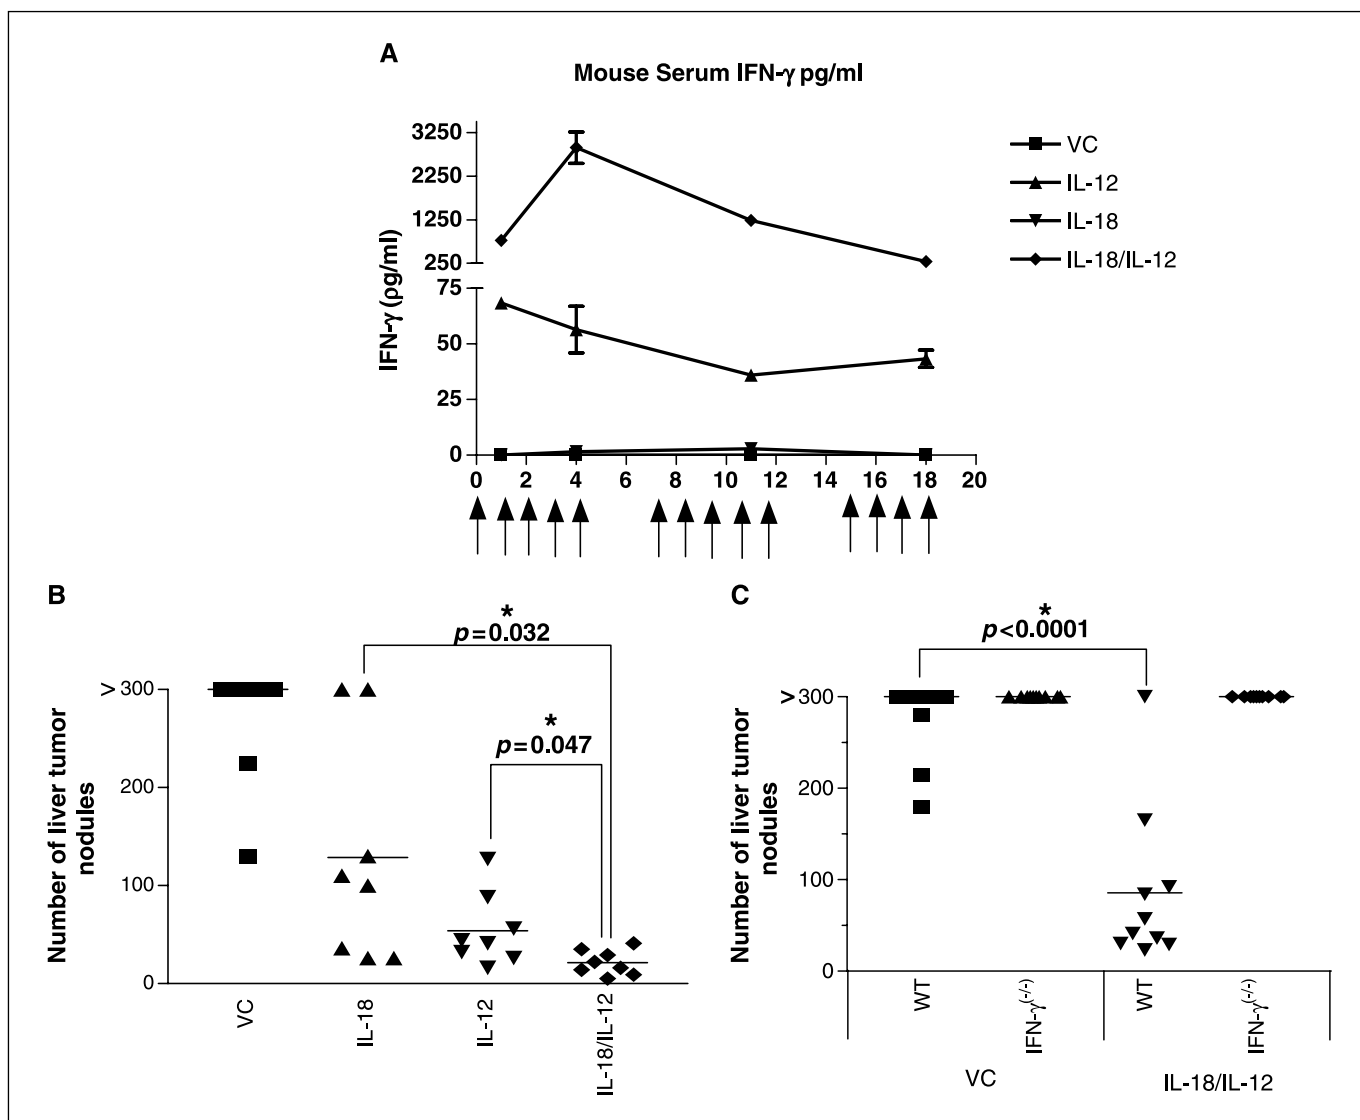 A
Mouse Serum IFN-γ pg/ml
IFN-γ (ρg/ml)
3250
2250
1250
250
75
50
25
0
0 2 4 6 8 10 12 14 16 18 20
VC
IL-12
IL-18
IL-18/IL-12
B
*
p=0.032
*
p=0.047
Number of liver tumor
nodules
> 300
200
100
0
VC
IL-18
IL-12
IL-18/IL-12
C
*
p<0.0001
Number of liver tumor
nodules
>300
200
100
0
WT
IFN-γ(-/-)
WT
IFN-γ(-/-)
VC
IL-18/IL-12